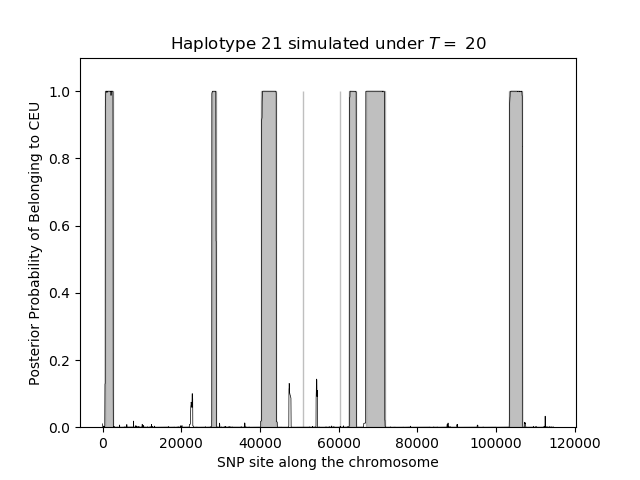 Haplotype 21 simulated under T = 20
Posterior Probability of Belonging to CEU
1.0
0.8
0.6
0.4
0.2
0.0
0 20000 40000 60000 80000 100000 120000
SNP site along the chromosome